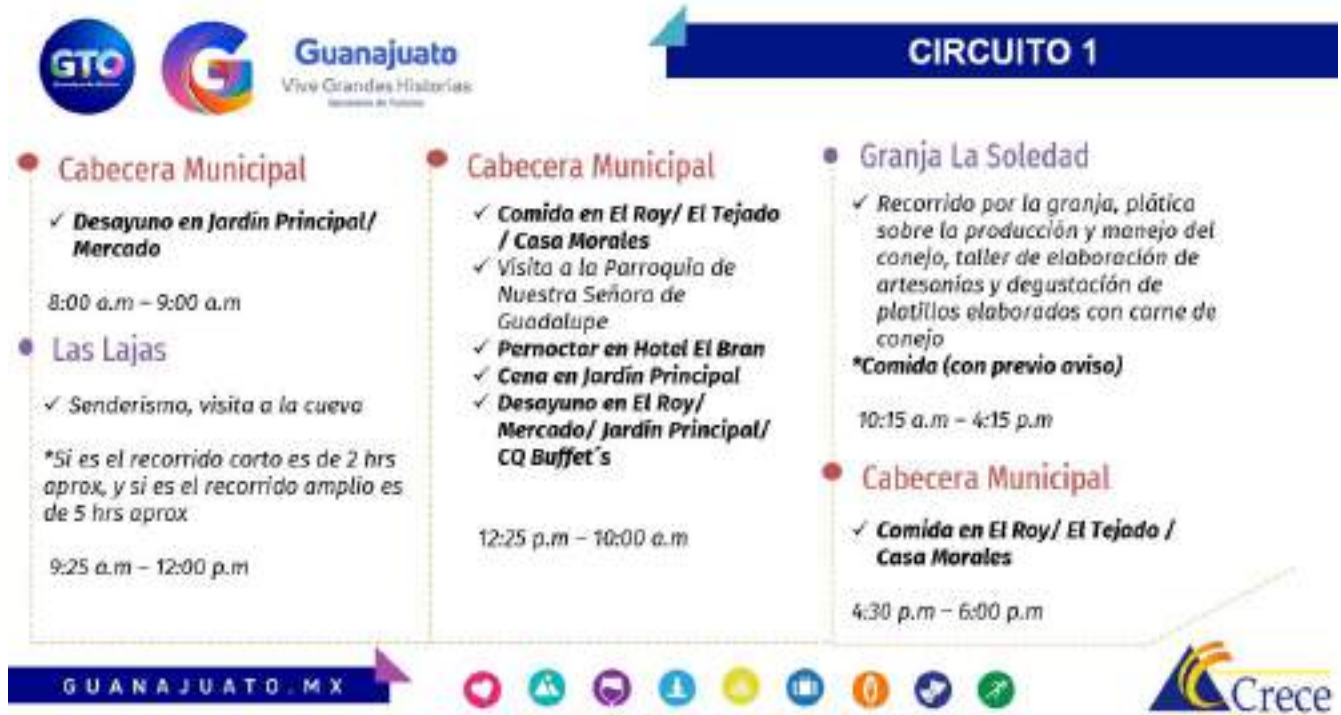 GTO
Guanajuato
Vive Grandes Historias
CIRCUITO 1
Cabecera Municipal
✓ Desayuno en Jardín Principal/
Mercado
8:00 a.m – 9:00 a.m
Las Lajas
✓ Senderismo, visita a la cueva
*Si es el recorrido corto es de 2 hrs
aprox, y si es el recorrido amplio es
de 5 hrs aprox
9:25 a.m – 12:00 p.m
Cabecera Municipal
✓ Comida en El Roy/ El Tejado
/ Casa Morales
✓ Visita a la Parroquia de
Nuestra Señora de
Guadalupe
✓ Pernoctar en Hotel El Bran
✓ Cena en Jardín Principal
✓ Desayuno en El Roy/
Mercado/ Jardín Principal/
CQ Buffet´s
12:25 p.m – 10:00 a.m
Granja La Soledad
✓ Recorrido por la granja, plática
sobre la producción y manejo del
conejo, taller de elaboración de
artesanías y degustación de
platillos elaborados con carne de
conejo
*Comida (con previo aviso)
10:15 a.m – 4:15 p.m
Cabecera Municipal
✓ Comida en El Roy/ El Tejado /
Casa Morales
4:30 p.m – 6:00 p.m
GUANAJUATO.MX
Crece